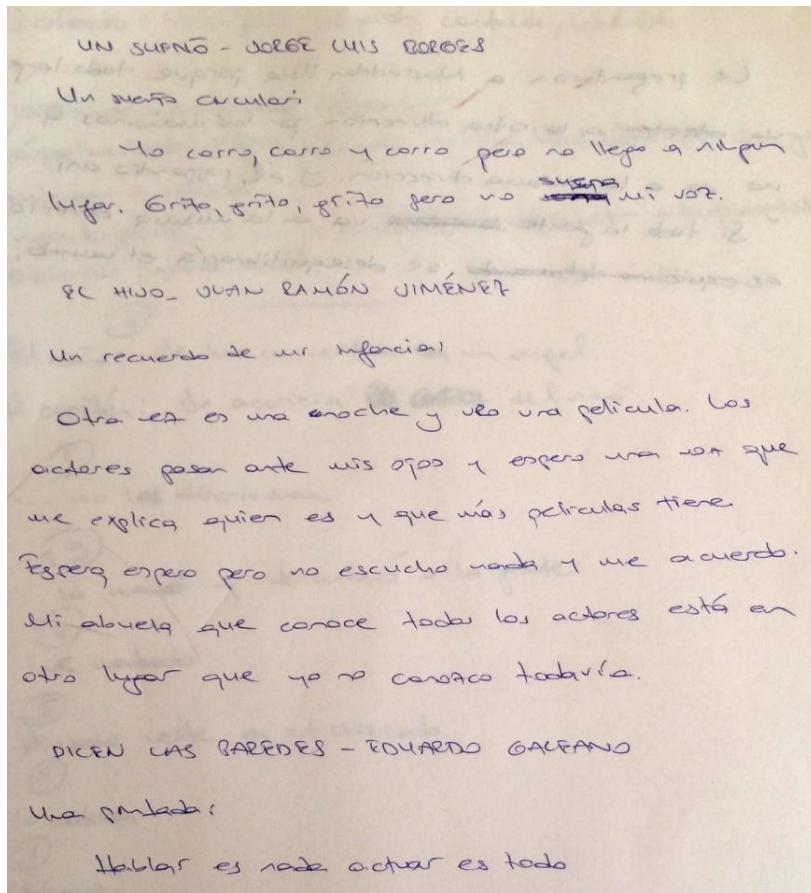 UN SUEÑO - JORGE LUIS BORGES
Un sueño circular:
Yo corro, corro y corro pero no llego a ningun
lugar. Grito, grito, grito pero no suena mi voz.
EL HIJO - JUAN RAMÓN JIMÉNEZ
Un recuerdo de mi infancia:
Otra vez es una noche y veo una película. Los
actores pasan ante mis ojos y espero una voz que
me explica quien es y que más peliculas tiene.
Espero, espero pero no escucho nada y me acuerdo.
Mi abuela que conoce todos los actores está en
otro lugar que yo no conozco todavía.
DICEN LAS PAREDES - EDUARDO GALEANO
Una pintada:
Hablar es nada actuar es todo